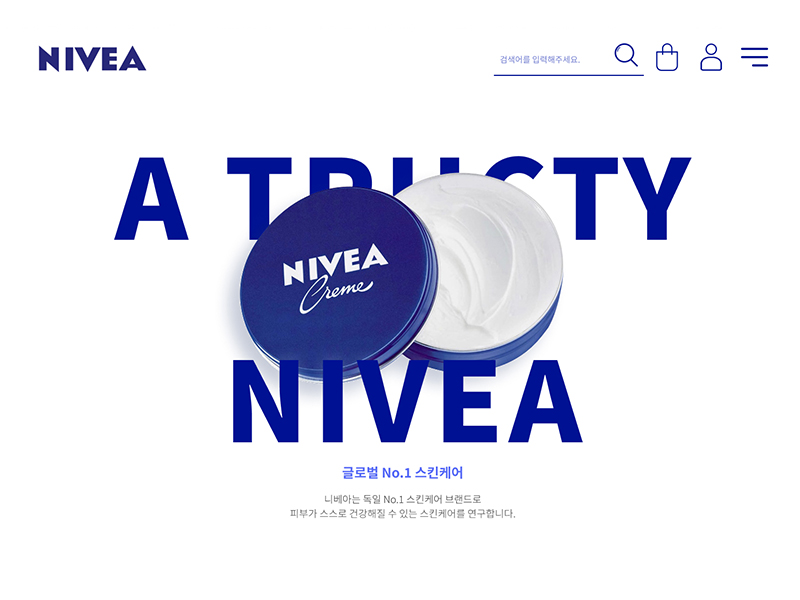 NIVEA
검색어를 입력해주세요.
A TRUSTY
NIVEA
Creme
NIVEA
글로벌 No.1 스킨케어
니베아는 독일 No.1 스킨케어 브랜드로
피부가 스스로 건강해질 수 있는 스킨케어를 연구합니다.